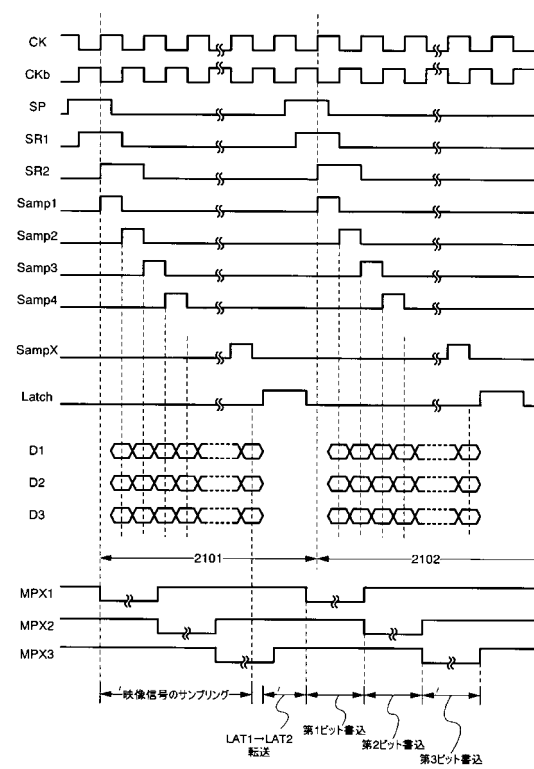 CK
CKb
SP
SR1
SR2
Samp1
Samp2
Samp3
Samp4
SampX
Latch
D1
D2
D3
2101
2102
MPX1
MPX2
MPX3
映像信号のサンプリング
LAT1→LAT2
転送
第1ビット書込
第2ビット書込
第3ビット書込